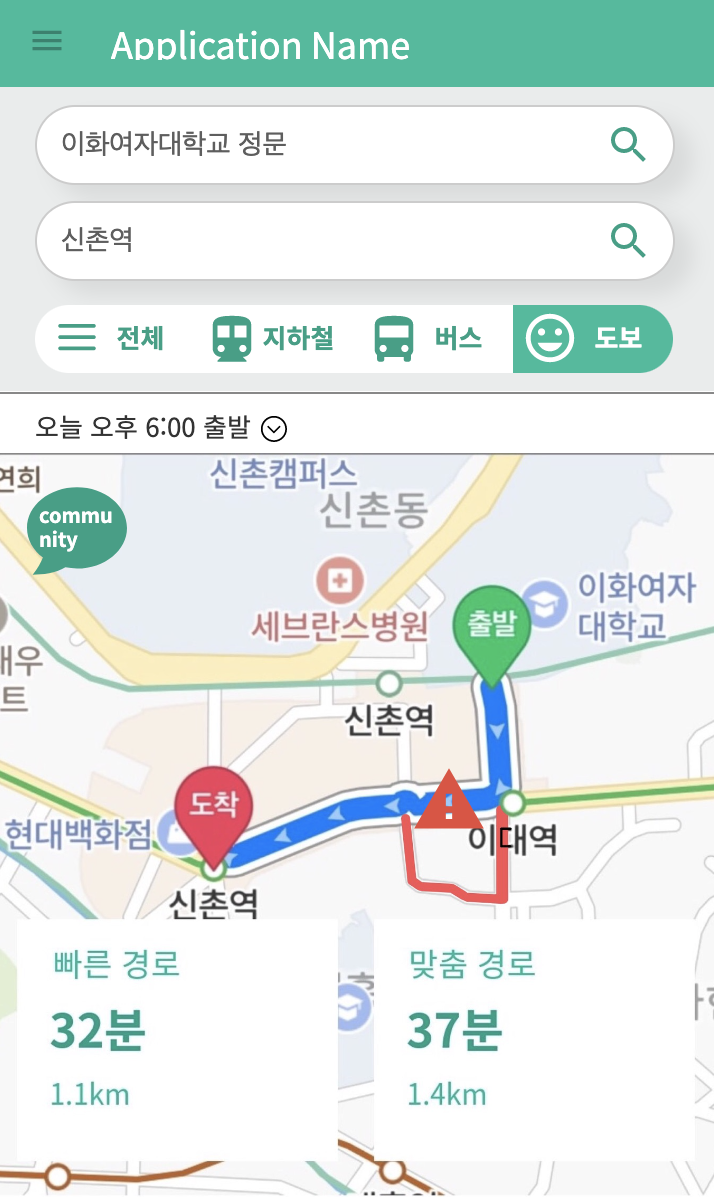 Application Name
이화여자대학교 정문
신촌역
전체 지하철 버스 도보
오늘 오후 6:00 출발
연희
신촌캠퍼스
신촌동
commu
nity
이화여자
대학교
출발
세브란스병원
신촌역
도착
현대백화점
이대역
신촌역
빠른 경로
32분
1.1km
맞춤 경로
37분
1.4km